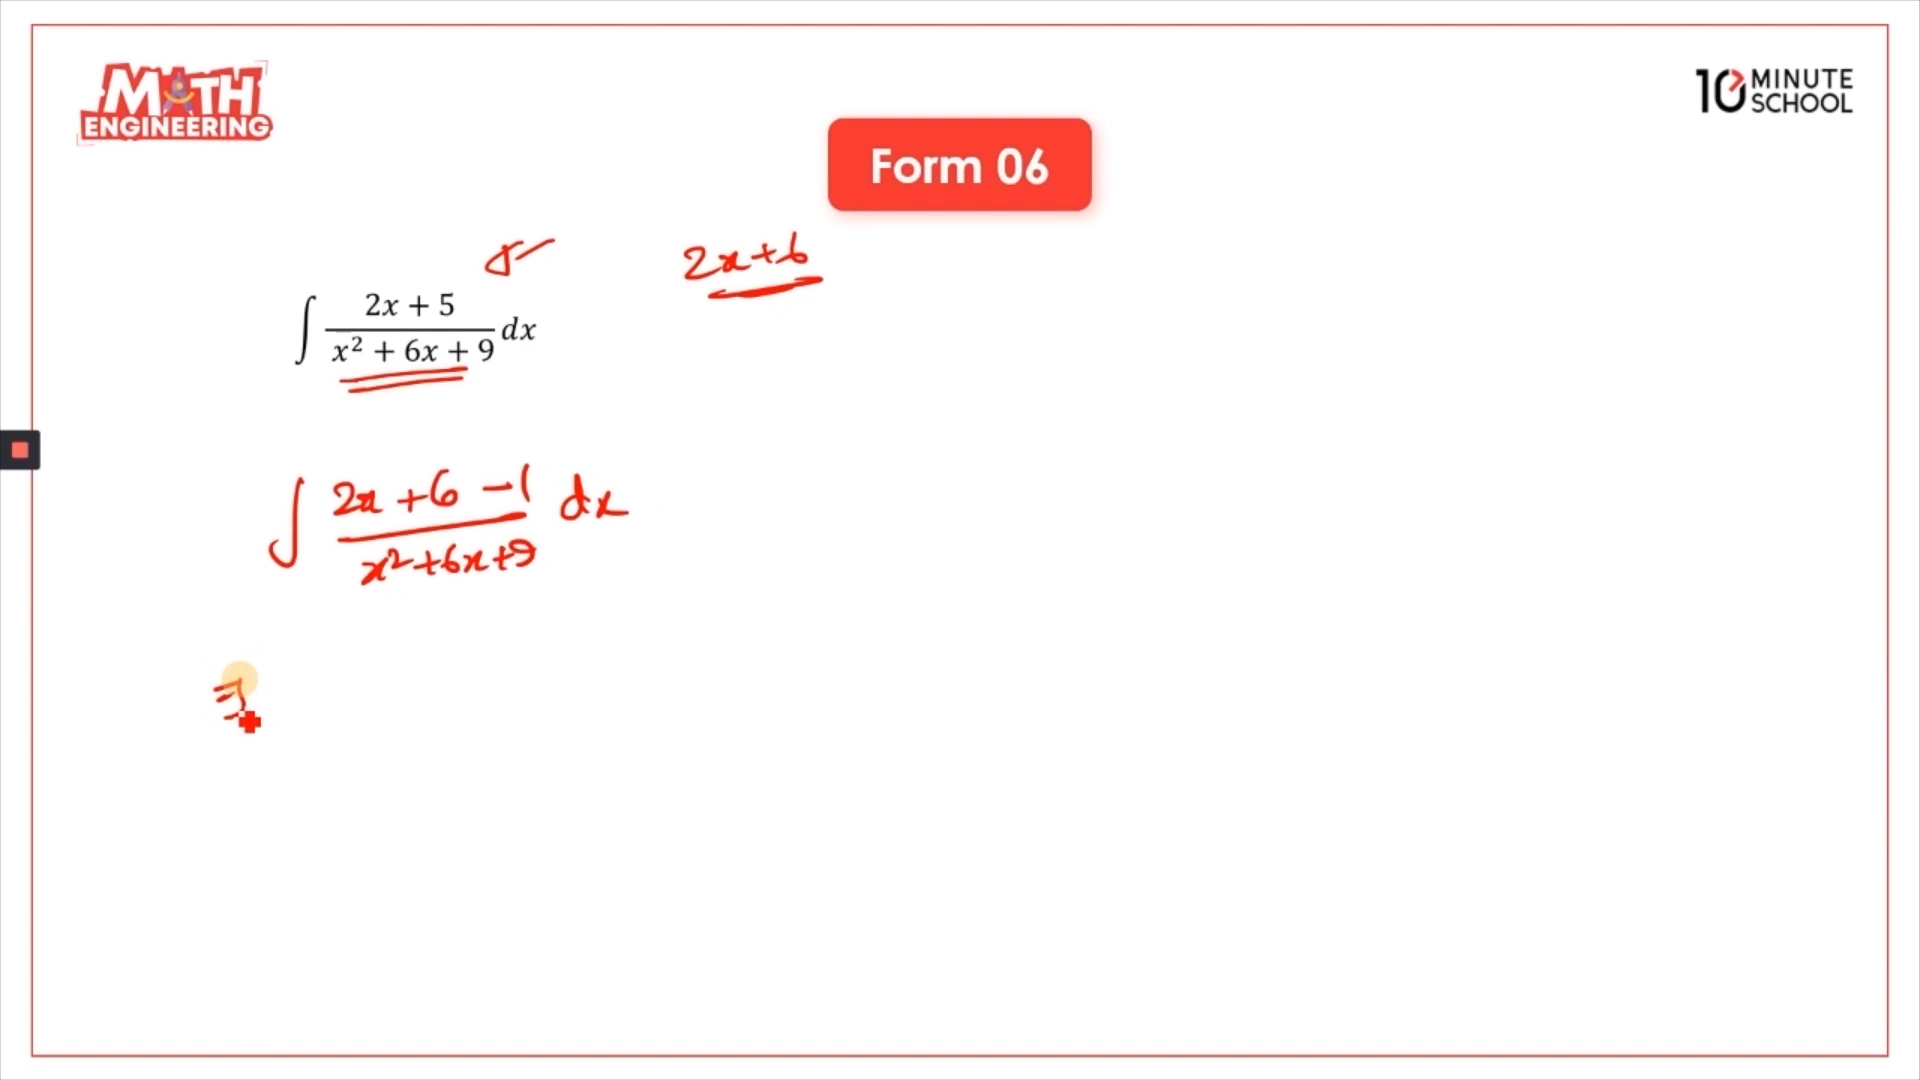 MATH
ENGINEERING
10 MINUTE
SCHOOL
Form 06
2x+6
∫ (2x + 5)/(x² + 6x + 9) dx
∫ (2x+6-1)/(x²+6x+9) dx